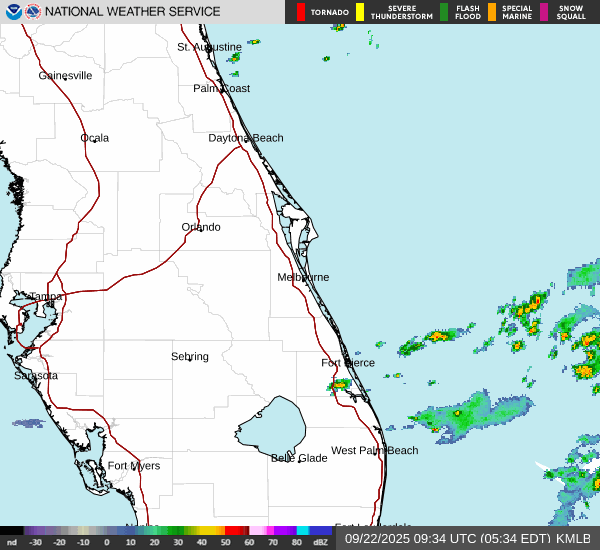 NATIONAL WEATHER SERVICE
TORNADO
SEVERE THUNDERSTORM
FLASH FLOOD
SPECIAL MARINE
SNOW SQUALL
St. Augustine
Gainesville
Palm Coast
Ocala
Daytona Beach
Orlando
Melbourne
Tampa
Sebring
Fort Pierce
Sarasota
West Palm Beach
Belle Glade
Fort Myers
nd -30 -20 -10 0 10 20 30 40 50 60 70 80 dBZ
09/22/2025 09:34 UTC (05:34 EDT) KMLB